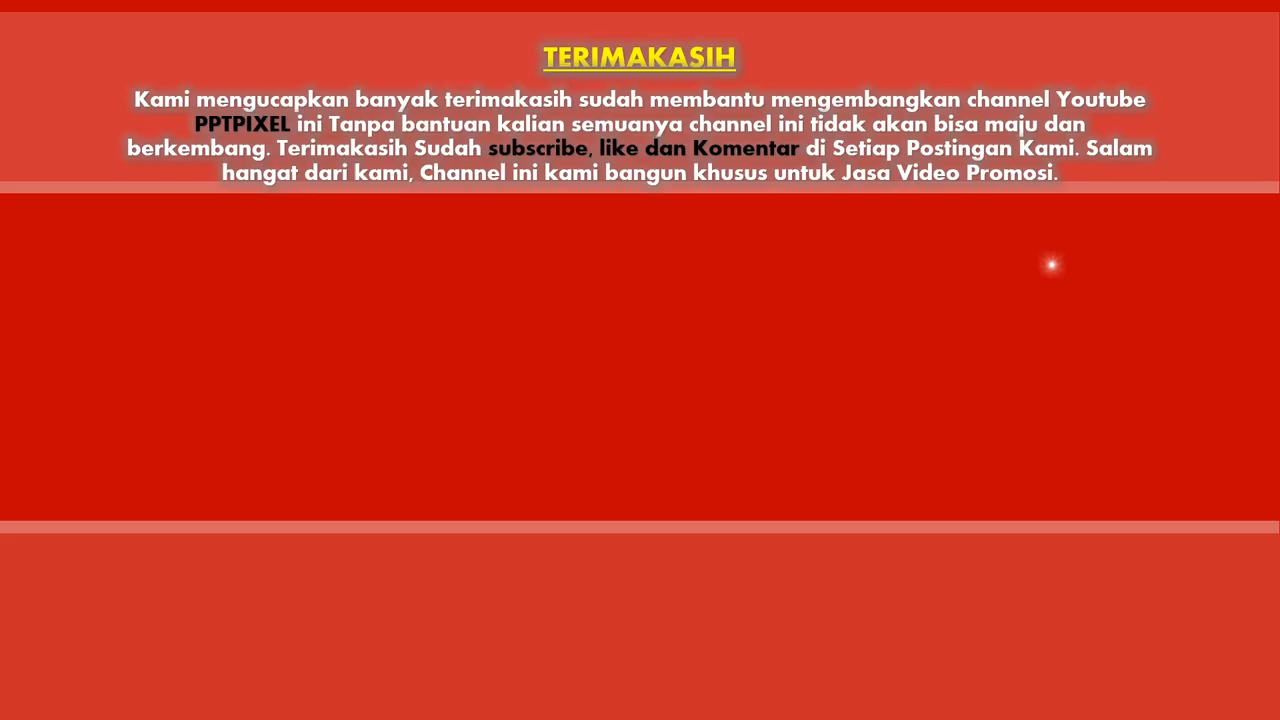 TERIMAKASIH
Kami mengucapkan banyak terimakasih sudah membantu mengembangkan channel Youtube
PPTPIXEL ini Tanpa bantuan kalian semuanya channel ini tidak akan bisa maju dan
berkembang. Terimakasih Sudah subscribe, like dan Komentar di Setiap Postingan Kami. Salam
hangat dari kami, Channel ini kami bangun khusus untuk Jasa Video Promosi.